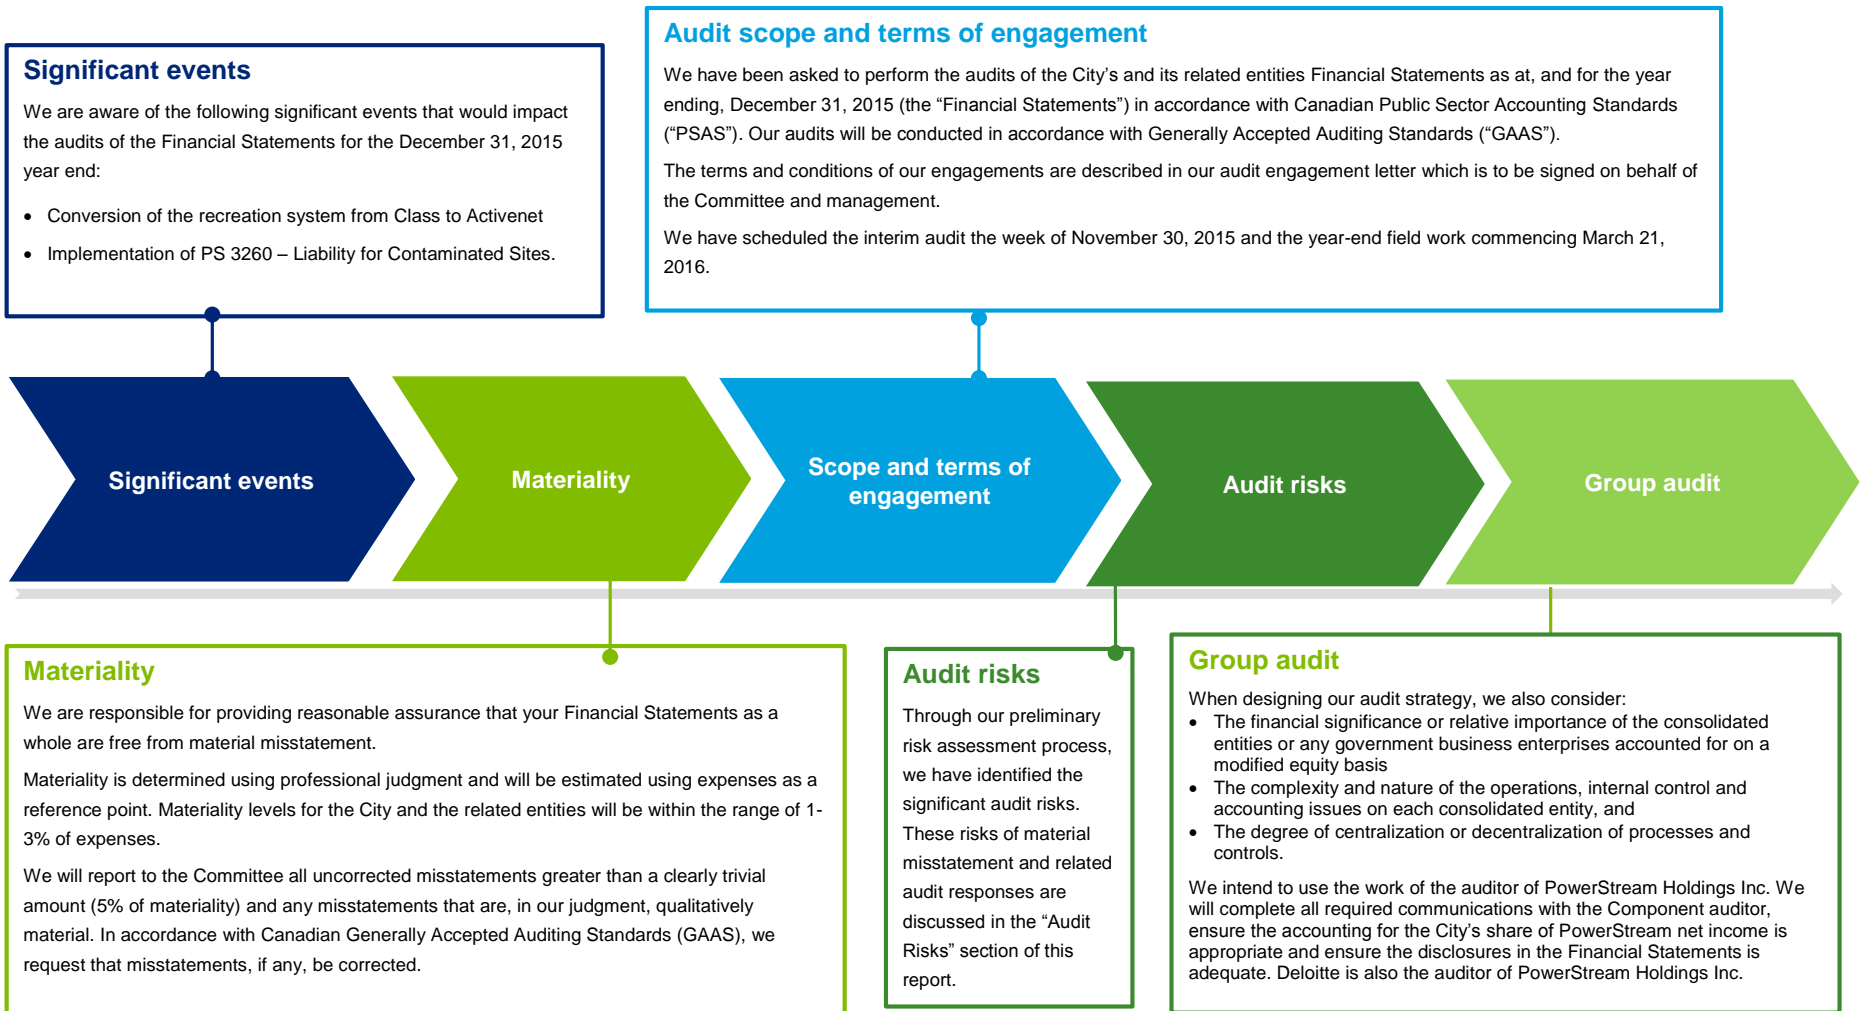 Significant events
We are aware of the following significant events that would impact
the audits of the Financial Statements for the December 31, 2015
year end:
• Conversion of the recreation system from Class to Activenet
• Implementation of PS 3260 – Liability for Contaminated Sites.
Audit scope and terms of engagement
We have been asked to perform the audits of the City's and its related entities Financial Statements as at, and for the year
ending, December 31, 2015 (the “Financial Statements”) in accordance with Canadian Public Sector Accounting Standards
(“PSAS”). Our audits will be conducted in accordance with Generally Accepted Auditing Standards (“GAAS”).
The terms and conditions of our engagements are described in our audit engagement letter which is to be signed on behalf of
the Committee and management.
We have scheduled the interim audit the week of November 30, 2015 and the year-end field work commencing March 21,
2016.
Significant events
Materiality
Scope and terms of
engagement
Audit risks
Group audit
Materiality
We are responsible for providing reasonable assurance that your Financial Statements as a
whole are free from material misstatement.
Materiality is determined using professional judgment and will be estimated using expenses as a
reference point. Materiality levels for the City and the related entities will be within the range of 1-
3% of expenses.
We will report to the Committee all uncorrected misstatements greater than a clearly trivial
amount (5% of materiality) and any misstatements that are, in our judgment, qualitatively
material. In accordance with Canadian Generally Accepted Auditing Standards (GAAS), we
request that misstatements, if any, be corrected.
Audit risks
Through our preliminary
risk assessment process,
we have identified the
significant audit risks.
These risks of material
misstatement and related
audit responses are
discussed in the “Audit
Risks” section of this
report.
Group audit
When designing our audit strategy, we also consider:
• The financial significance or relative importance of the consolidated
entities or any government business enterprises accounted for on a
modified equity basis
• The complexity and nature of the operations, internal control and
accounting issues on each consolidated entity, and
• The degree of centralization or decentralization of processes and
controls.
We intend to use the work of the auditor of PowerStream Holdings Inc. We
will complete all required communications with the Component auditor,
ensure the accounting for the City's share of PowerStream net income is
appropriate and ensure the disclosures in the Financial Statements is
adequate. Deloitte is also the auditor of PowerStream Holdings Inc.